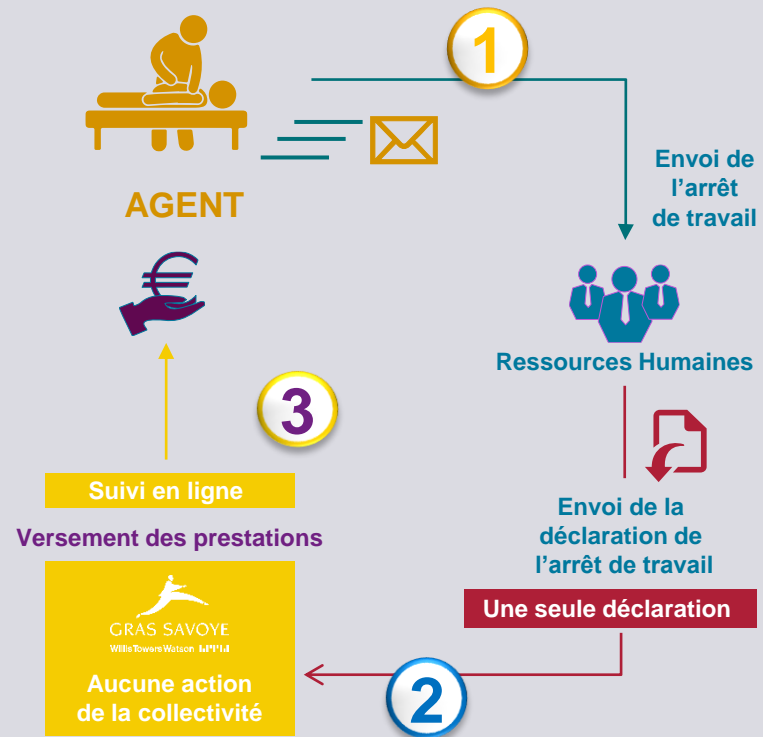 1
AGENT
Envoi de
l'arrêt
de travail
Ressources Humaines
Envoi de la
déclaration de
l'arrêt de travail
Une seule déclaration
2
3
Suivi en ligne
Versement des prestations
GRAS SAVOYE
WillisTowersWatson
Aucune action
de la collectivité